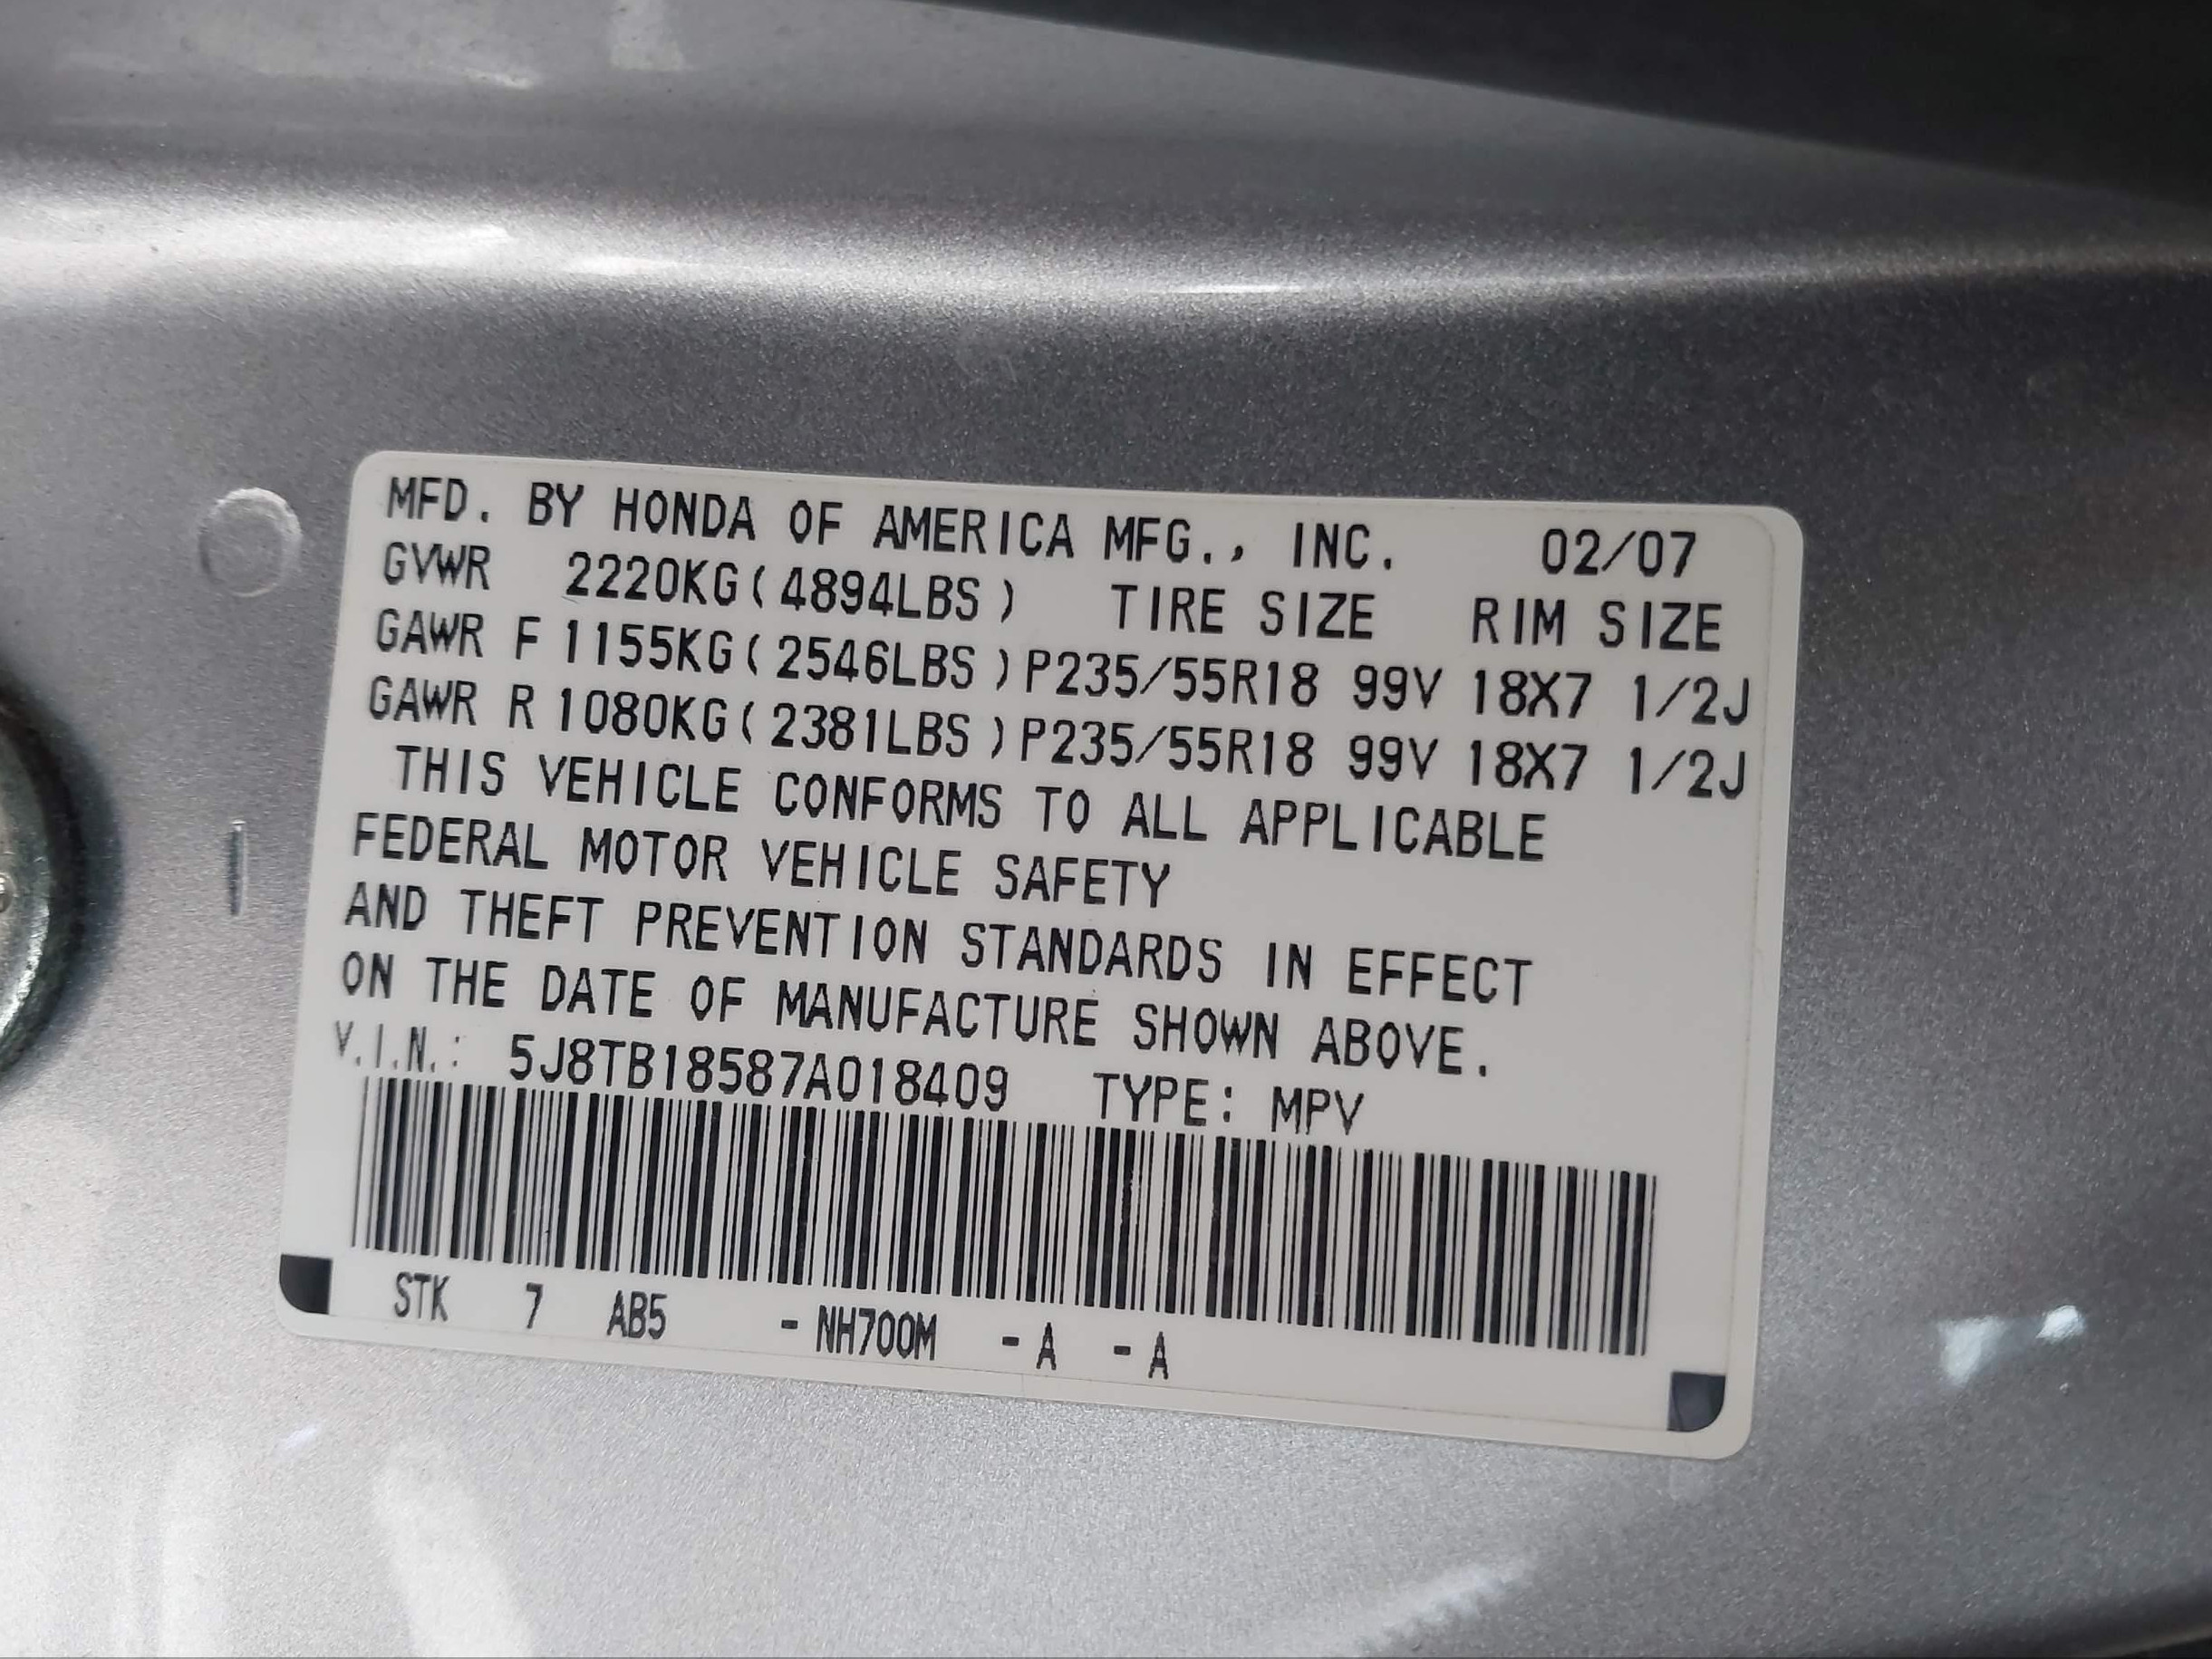 MFD. BY HONDA OF AMERICA MFG., INC. 02/07
GVWR 2220KG(4894LBS) TIRE SIZE RIM SIZE
GAWR F 1155KG(2546LBS)P235/55R18 99V 18X7 1/2J
GAWR R 1080KG(2381LBS)P235/55R18 99V 18X7 1/2J
THIS VEHICLE CONFORMS TO ALL APPLICABLE
FEDERAL MOTOR VEHICLE SAFETY
AND THEFT PREVENTION STANDARDS IN EFFECT
ON THE DATE OF MANUFACTURE SHOWN ABOVE.
V.I.N.: 5J8TB18587A018409 TYPE: MPV
STK 7 AB5 -NH700M -A -A